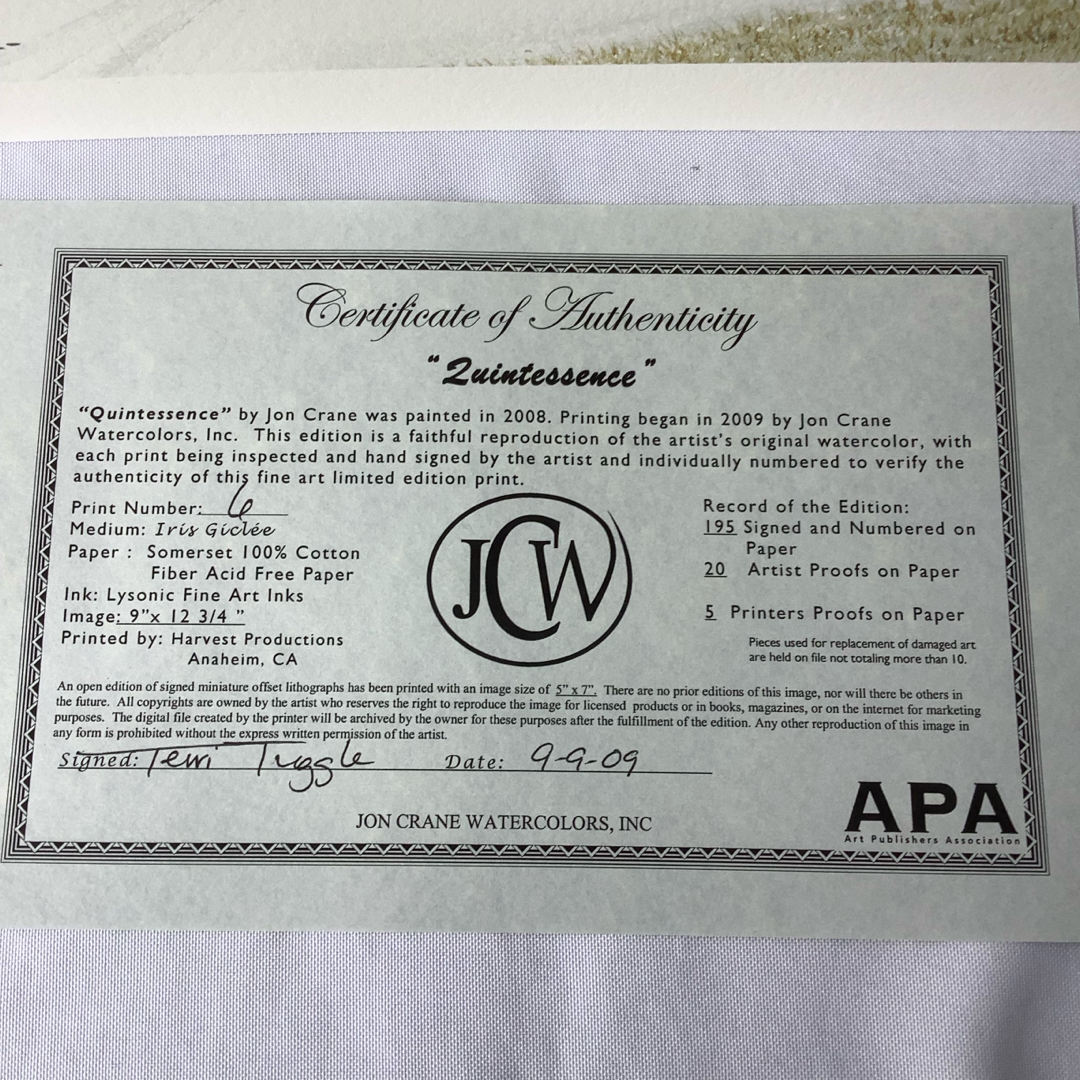 Certificate of Authenticity
"Quintessence"
"Quintessence" by Jon Crane was painted in 2008. Printing began in 2009 by Jon Crane
Watercolors, Inc. This edition is a faithful reproduction of the artist's original watercolor, with
each print being inspected and hand signed by the artist and individually numbered to verify the
authenticity of this fine art limited edition print.
Print Number: 6
Medium: Iris Giclée
Paper : Somerset 100% Cotton
Fiber Acid Free Paper
Ink: Lysonic Fine Art Inks
Image: 9"x 12 3/4 "
Printed by: Harvest Productions
Anaheim, CA
JCW
Record of the Edition:
195 Signed and Numbered on
Paper
20 Artist Proofs on Paper
5 Printers Proofs on Paper
Pieces used for replacement of damaged art
are held on file not totaling more than 10.
An open edition of signed miniature offset lithographs has been printed with an image size of 5" x 7". There are no prior editions of this image, nor will there be others in
the future. All copyrights are owned by the artist who reserves the right to reproduce the image for licensed products or in books, magazines, or on the internet for marketing
purposes. The digital file created by the printer will be archived by the owner for these purposes after the fulfillment of the edition. Any other reproduction of this image in
any form is prohibited without the express written permission of the artist.
Signed: Terri Tuggle Date: 9-9-09
JON CRANE WATERCOLORS, INC
APA
Art Publishers Association